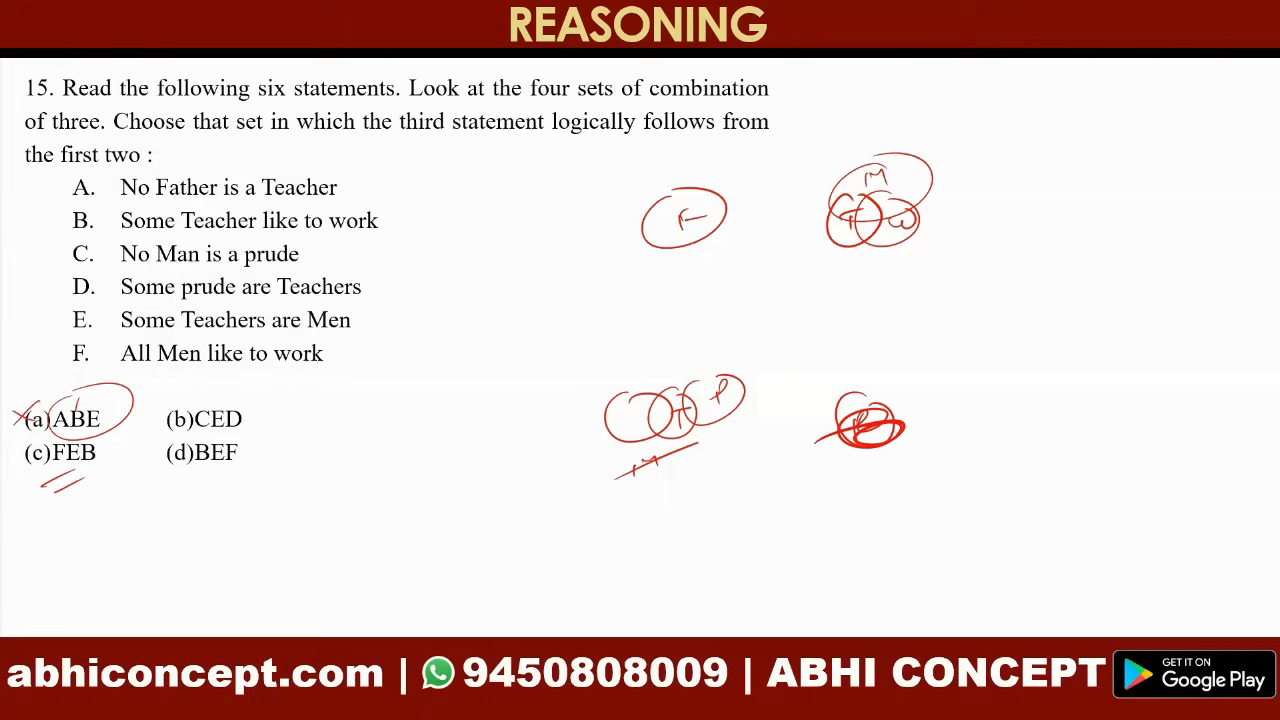 REASONING
15. Read the following six statements. Look at the four sets of combination
of three. Choose that set in which the third statement logically follows from
the first two :
A. No Father is a Teacher
B. Some Teacher like to work
C. No Man is a prude
D. Some prude are Teachers
E. Some Teachers are Men
F. All Men like to work
(a)ABE (b)CED
(c)FEB (d)BEF
F
M
T W
T P
M
abhiconcept.com | 9450808009 | ABHI CONCEPT
GET IT ON
Google Play